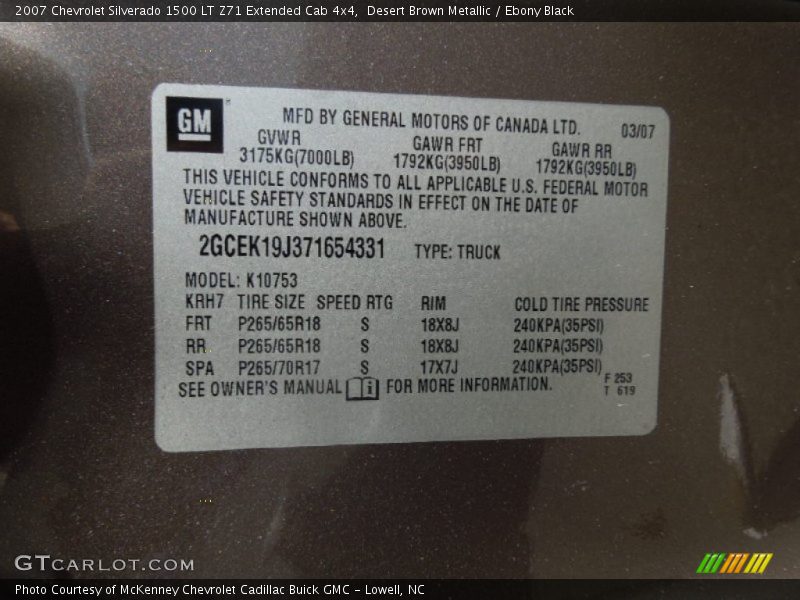 2007 Chevrolet Silverado 1500 LT Z71 Extended Cab 4x4, Desert Brown Metallic / Ebony Black
GM
MFD BY GENERAL MOTORS OF CANADA LTD. 03/07
GVWR GAWR FRT GAWR RR
3175KG(7000LB) 1792KG(3950LB) 1792KG(3950LB)
THIS VEHICLE CONFORMS TO ALL APPLICABLE U.S. FEDERAL MOTOR
VEHICLE SAFETY STANDARDS IN EFFECT ON THE DATE OF
MANUFACTURE SHOWN ABOVE.
2GCEK19J371654331 TYPE: TRUCK
MODEL: K10753
KRH7 TIRE SIZE SPEED RTG RIM COLD TIRE PRESSURE
FRT P265/65R18 S 18X8J 240KPA(35PSI)
RR P265/65R18 S 18X8J 240KPA(35PSI)
SPA P265/70R17 S 17X7J 240KPA(35PSI)
SEE OWNER'S MANUAL i FOR MORE INFORMATION.
F 253
T 619
GTCARLOT.COM
Photo Courtesy of McKenney Chevrolet Cadillac Buick GMC - Lowell, NC